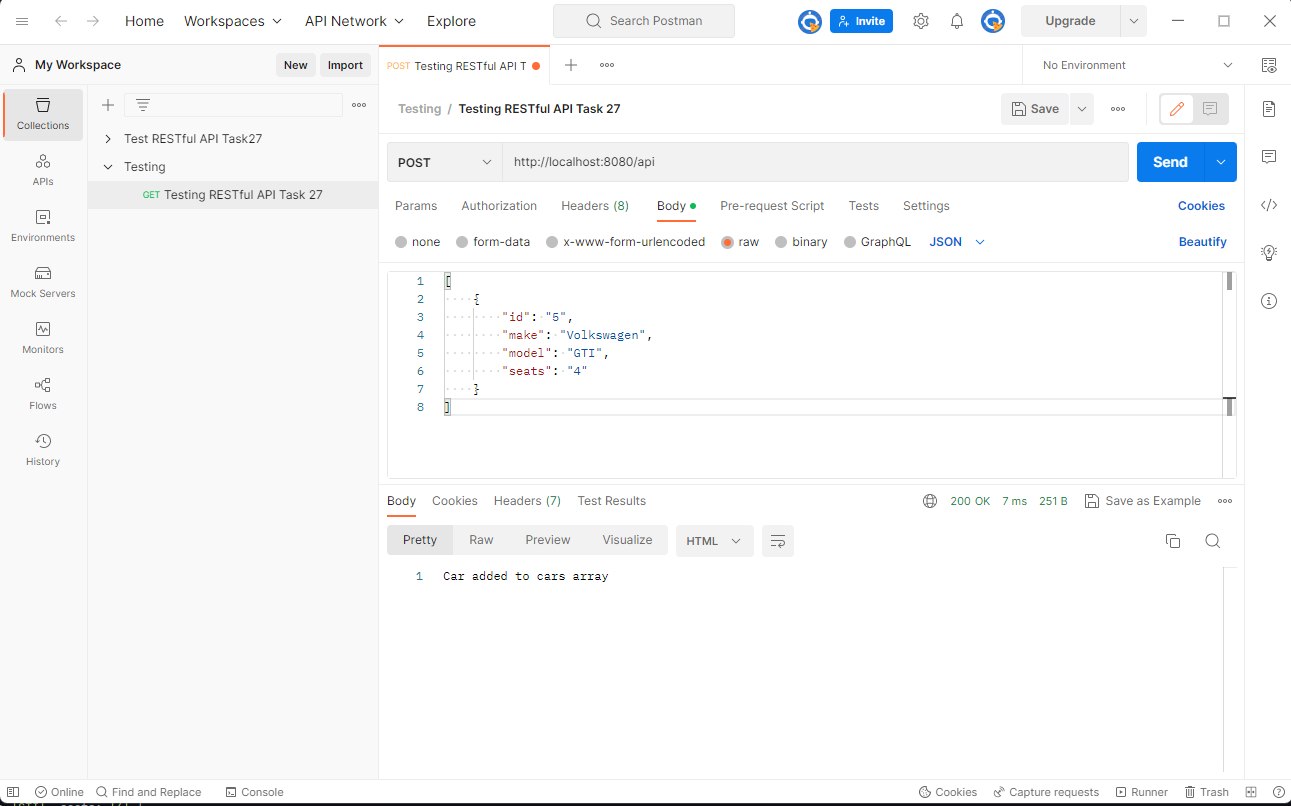 Home Workspaces API Network Explore Search Postman Invite Upgrade
My Workspace New Import
POST Testing RESTful API T No Environment
Collections
APIs
Environments
Mock Servers
Monitors
Flows
History
Test RESTful API Task27
Testing
GET Testing RESTful API Task 27
Testing / Testing RESTful API Task 27 Save
POST http://localhost:8080/api Send
Params Authorization Headers (8) Body Pre-request Script Tests Settings Cookies
none form-data x-www-form-urlencoded raw binary GraphQL JSON Beautify
1 [
2 {
3 "id": "5",
4 "make": "Volkswagen",
5 "model": "GTI",
6 "seats": "4"
7 }
8 ]
Body Cookies Headers (7) Test Results 200 OK 7 ms 251 B Save as Example
Pretty Raw Preview Visualize HTML
1 Car added to cars array
Online Find and Replace Console Cookies Capture requests Runner Trash